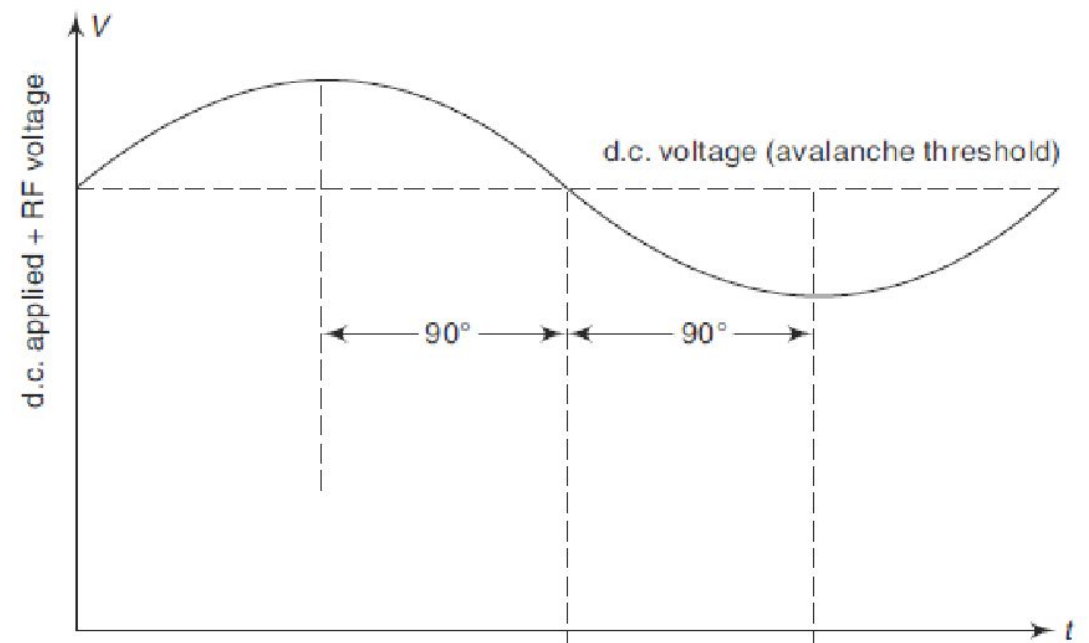 V
d.c. applied + RF voltage
d.c. voltage (avalanche threshold)
90°
90°
t